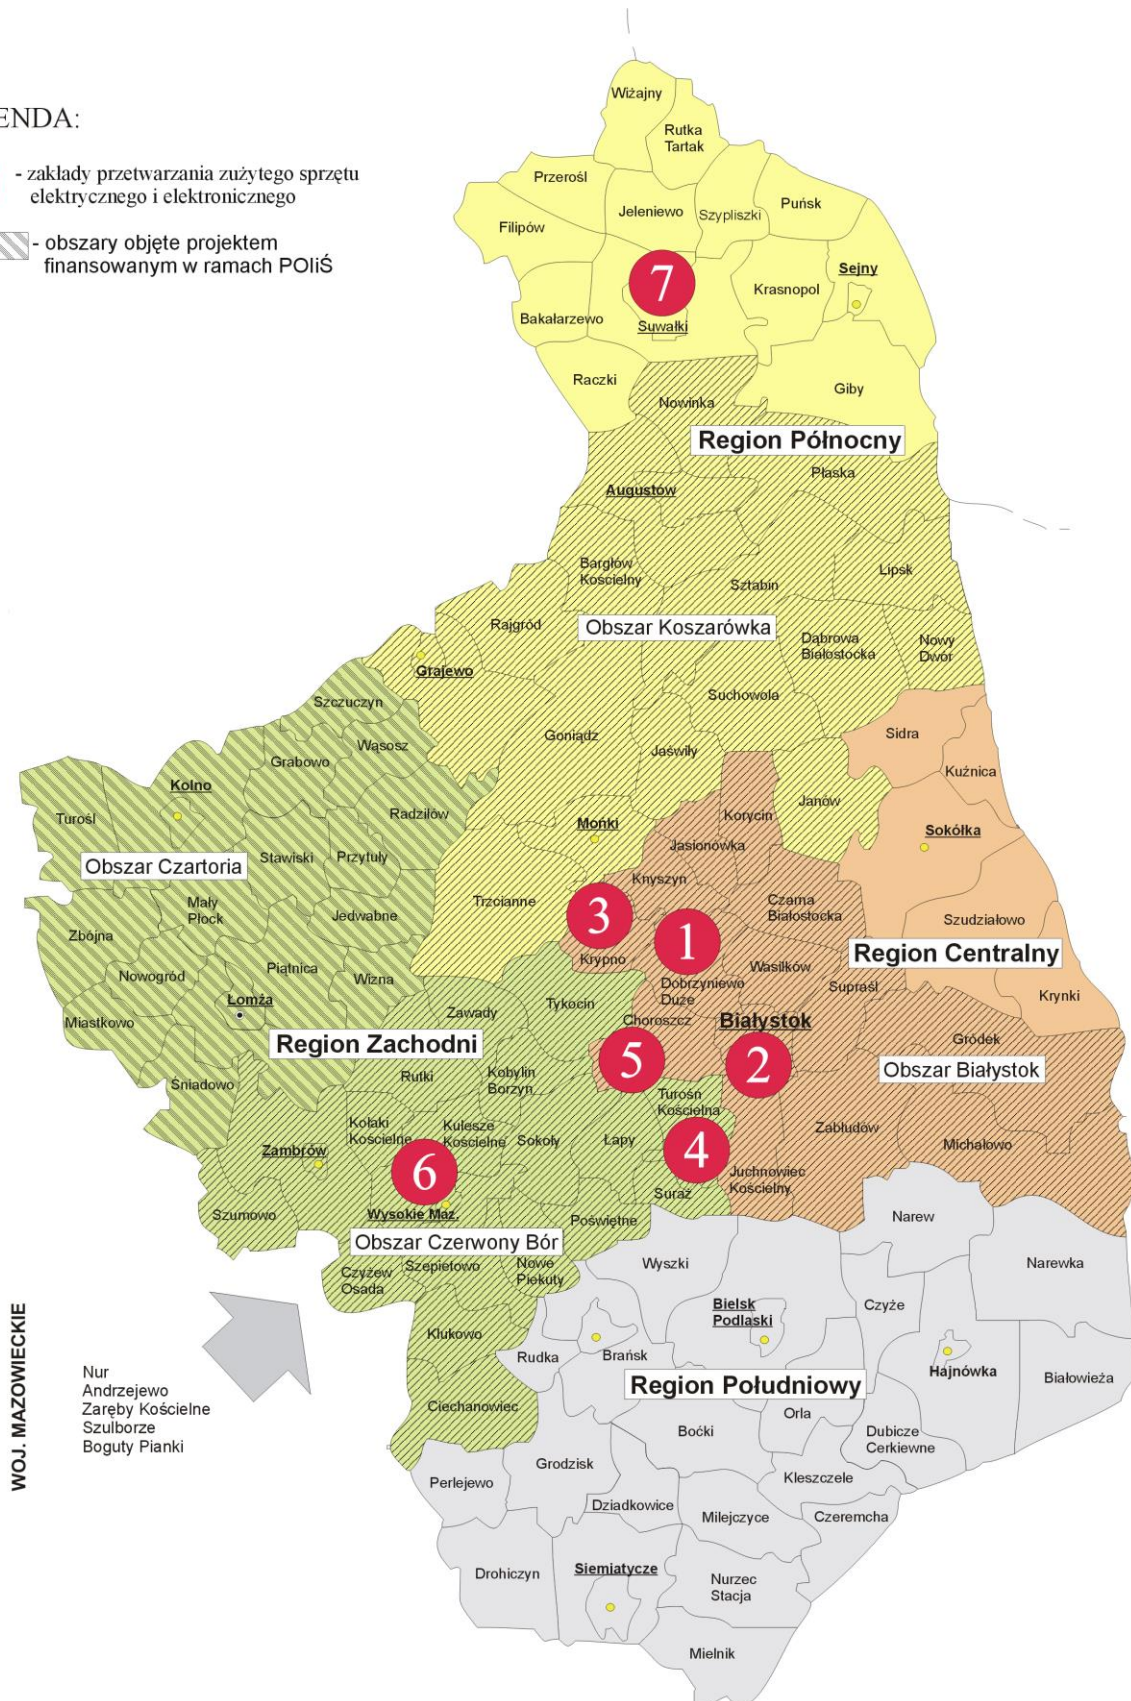 ENDA:
- zakłady przetwarzania zużytego sprzętu
elektrycznego i elektronicznego
- obszary objęte projektem
finansowanym w ramach POIiŚ
Wiżajny
Rutka
Tartak
Przerośl
Jeleniewo
Szypliszki
Puńsk
Filipów
7
Krasnopol
Sejny
Bakałarzewo
Suwałki
Raczki
Giby
Nowinka
Region Północny
Płaska
Augustów
Bargłów
Kościelny
Sztabin
Lipsk
Rajgród
Obszar Koszarówka
Dąbrowa
Białostocka
Nowy
Dwór
Grajewo
Szczuczyn
Suchowola
Wąsosz
Goniądz
Jaświły
Sidra
Grabowo
Kuźnica
Kolno
Radziłów
Janów
Turośl
Korycin
Mońki
Sokółka
Obszar Czartoria
Stawiski
Przytuły
Jasionówka
Knyszyn
Mały
Płock
Jedwabne
Trzcianne
3
Czarna
Białostocka
Szudziałowo
Zbójna
1
Region Centralny
Nowogród
Piątnica
Wizna
Krypno
Wasilków
Dobrzyniewo
Duże
Supraśl
Krynki
Łomża
Tykocin
Miastkowo
Zawady
Choroszcz
Białystok
Region Zachodni
Gródek
5
2
Obszar Białystok
Śniadowo
Rutki
Kobylin
Borzyn
Turośń
Kościelna
Kołaki
Kościelne
Kulesze
Kościelne
Sokoły
Łapy
Zabłudów
Michałowo
Zambrów
6
4
Juchnowiec
Kościelny
Suraż
Szumowo
Wysokie Maz.
Poświętne
Narew
Obszar Czerwony Bór
Wyszki
Narewka
Czyżew
Osada
Szepietowo
Nowe
Piekuty
Bielsk
Podlaski
Czyże
Klukowo
Rudka
Brańsk
Hajnówka
Białowieża
Region Południowy
WOJ. MAZOWIECKIE
Nur
Andrzejewo
Zaręby Kościelne
Szulborze
Boguty Pianki
Ciechanowiec
Orla
Boćki
Dubicze
Cerkiewne
Grodzisk
Perlejewo
Kleszczele
Dziadkowice
Milejczyce
Czeremcha
Drohiczyn
Siemiatycze
Nurzec
Stacja
Mielnik